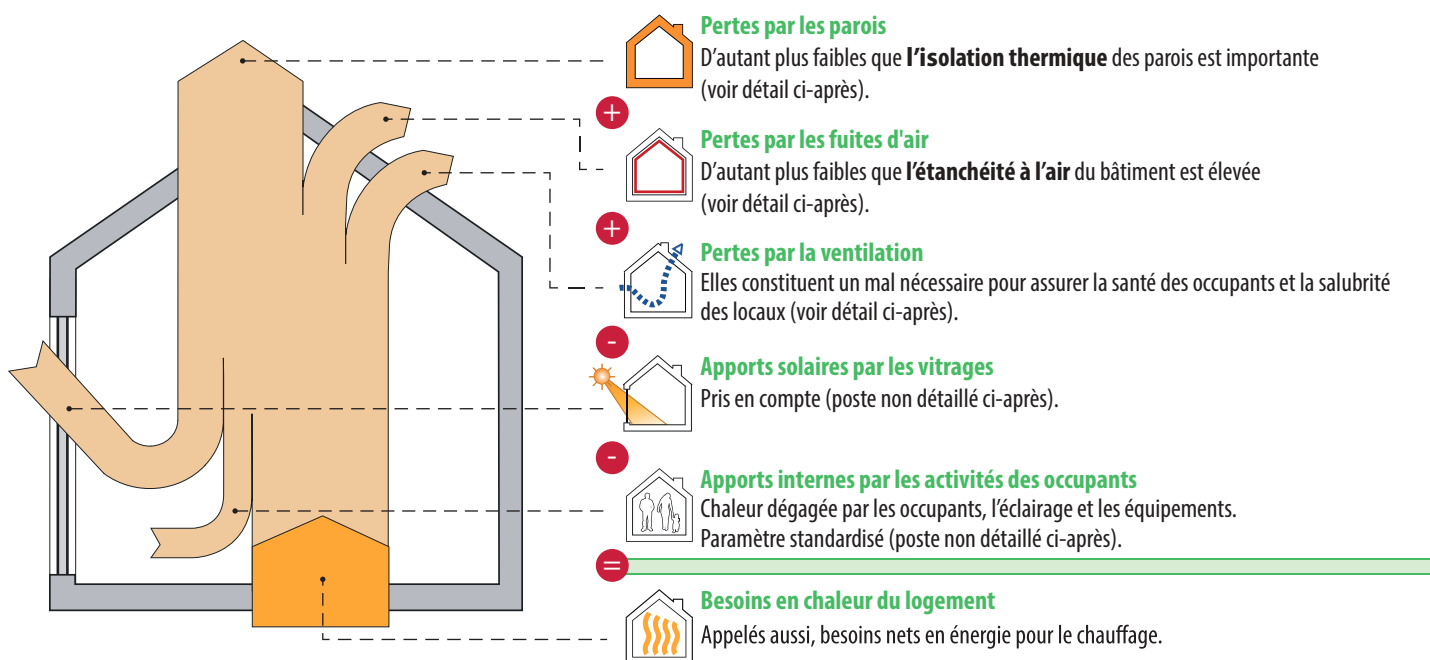 Pertes par les parois
D'autant plus faibles que l'isolation thermique des parois est importante
(voir détail ci-après).
+
Pertes par les fuites d'air
D'autant plus faibles que l'étanchéité à l'air du bâtiment est élevée
(voir détail ci-après).
+
Pertes par la ventilation
Elles constituent un mal nécessaire pour assurer la santé des occupants et la salubrité
des locaux (voir détail ci-après).
-
Apports solaires par les vitrages
Pris en compte (poste non détaillé ci-après).
-
Apports internes par les activités des occupants
Chaleur dégagée par les occupants, l'éclairage et les équipements.
Paramètre standardisé (poste non détaillé ci-après).
=
Besoins en chaleur du logement
Appelés aussi, besoins nets en énergie pour le chauffage.